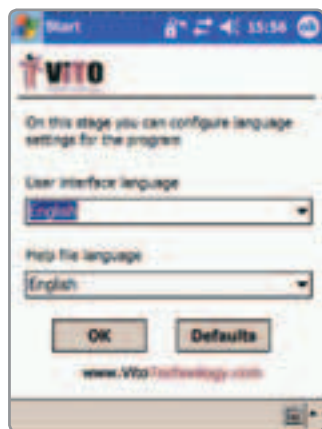 Start 15:56 ok
VITO
On this stage you can configure language
settings for the program
User interface language
English
Help file language
English
OK Defaults
www.VitoTechnology.com